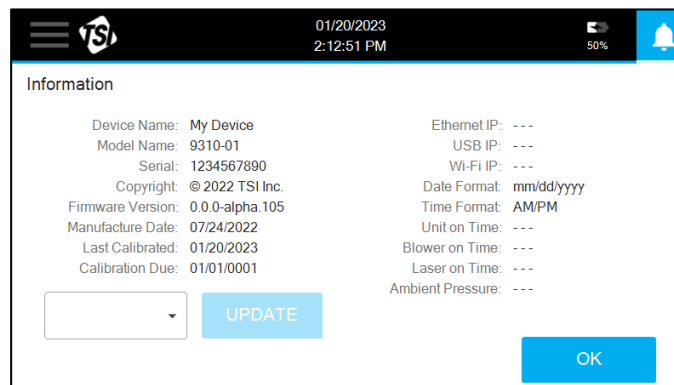 TSI
01/20/2023
2:12:51 PM
50%
Information
Device Name: My Device
Model Name: 9310-01
Serial: 1234567890
Copyright: © 2022 TSI Inc.
Firmware Version: 0.0.0-alpha.105
Manufacture Date: 07/24/2022
Last Calibrated: 01/20/2023
Calibration Due: 01/01/0001
Ethernet IP: ---
USB IP: ---
Wi-Fi IP: ---
Date Format: mm/dd/yyyy
Time Format: AM/PM
Unit on Time: ---
Blower on Time: ---
Laser on Time: ---
Ambient Pressure: ---
UPDATE
OK